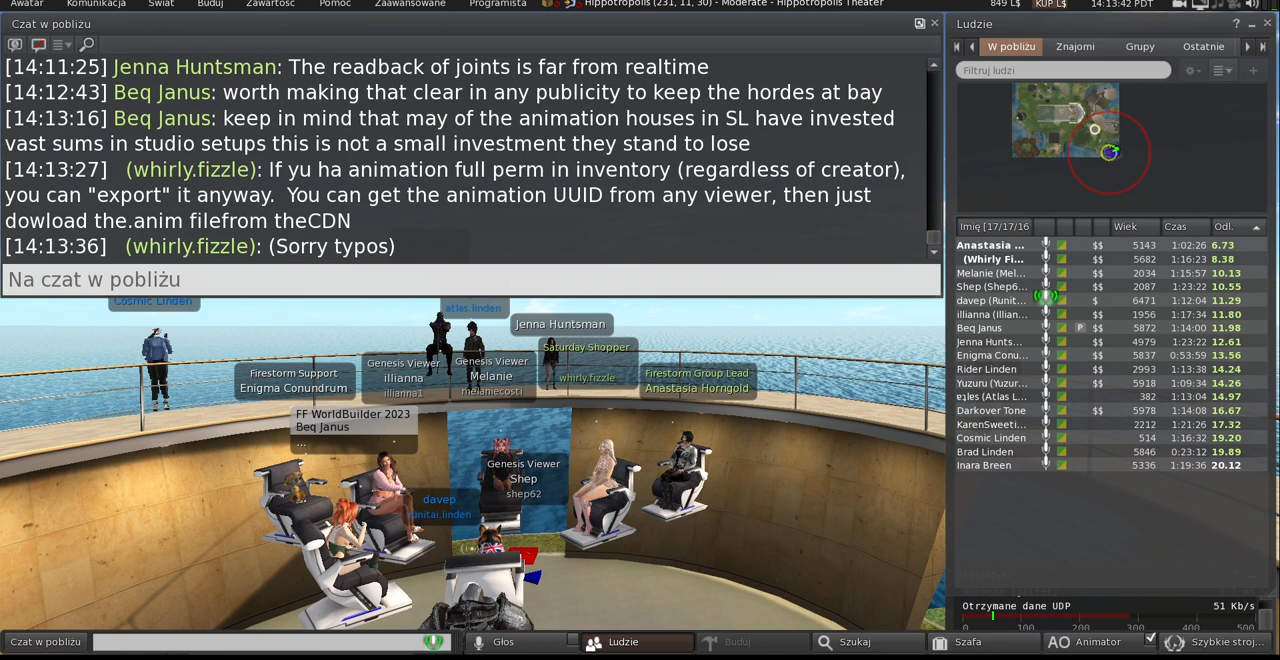 Awatar Komunikacja Świat Buduj Zawartość Pomoc Zaawansowane Programista Hippotropolis (231, 11, 30) - Moderate - Hippotropolis Theater 849 L$ KUP L$ 14:13:42 PDT
Czat w pobliżu
[14:11:25] Jenna Huntsman: The readback of joints is far from realtime
[14:12:43] Beq Janus: worth making that clear in any publicity to keep the hordes at bay
[14:13:16] Beq Janus: keep in mind that may of the animation houses in SL have invested
vast sums in studio setups this is not a small investment they stand to lose
[14:13:27] (whirly.fizzle): If yu ha animation full perm in inventory (regardless of creator),
you can "export" it anyway. You can get the animation UUID from any viewer, then just
dowload the.anim filefrom theCDN
[14:13:36] (whirly.fizzle): (Sorry typos)
Na czat w pobliżu
Cosmic Linden
atlas.linden
Jenna Huntsman
Saturday Shopper
whirly.fizzle
Genesis Viewer
illianna
illianna1
Genesis Viewer
Melanie
melaniecosti
Firestorm Support
Enigma Conundrum
Firestorm Group Lead
Anastasia Horngold
FF WorldBuilder 2023
Beq Janus
Genesis Viewer
Shep
shep62
davep
runitai.linden
Ludzie
W pobliżu Znajomi Grupy Ostatnie
Filtruj ludzi
Imię [17/17/16 Wiek Czas Odl.
Anastasia ... $$ 5143 1:02:26 6.73
(Whirly Fi... $$ 5682 1:16:23 8.38
Melanie (Mel... $$ 2034 1:15:57 10.13
Shep (Shep6... $$ 2087 1:23:22 10.55
davep (Runit... $ 6471 1:12:04 11.29
illianna (Illian... $$ 1956 1:17:34 11.80
Beq Janus P $$ 5872 1:14:00 11.98
Jenna Hunts... $$ 4979 1:23:22 12.61
Enigma Conu... $$ 5837 0:53:59 13.56
Rider Linden $$ 2993 1:13:38 14.24
Yuzuru (Yuzur... $$ 5918 1:09:34 14.26
(Atlas L... 382 1:13:04 14.97
Darkover Tone $$ 5978 1:14:08 16.67
KarenSweeti... 2212 1:21:26 17.32
Cosmic Linden 514 1:16:32 19.20
Brad Linden 5846 0:23:12 19.89
Inara Breen 5336 1:19:36 20.12
Otrzymane dane UDP 51 Kb/s
0 100 200 300 400 500
Czat w pobliżu Głos Ludzie Buduj Szukaj Szafa AO Animator Szybkie stroj...